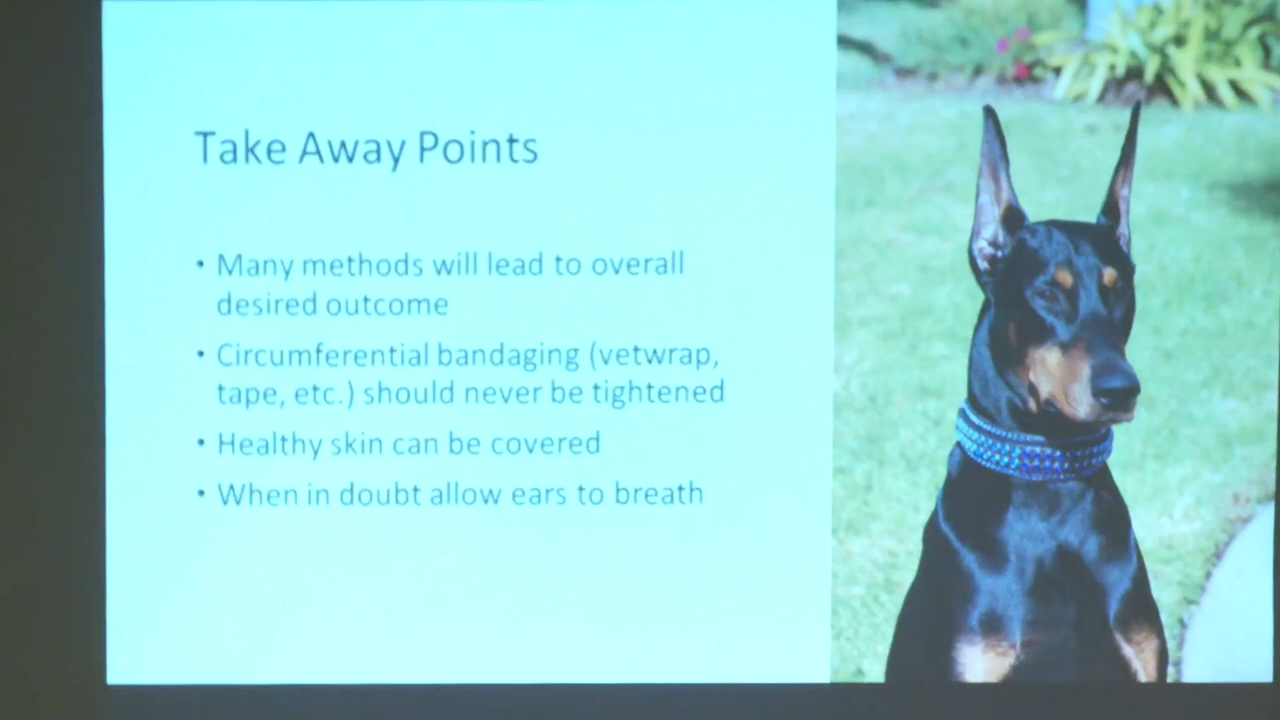 Take Away Points
• Many methods will lead to overall
desired outcome
• Circumferential bandaging (vetwrap,
tape, etc.) should never be tightened
• Healthy skin can be covered
• When in doubt allow ears to breath